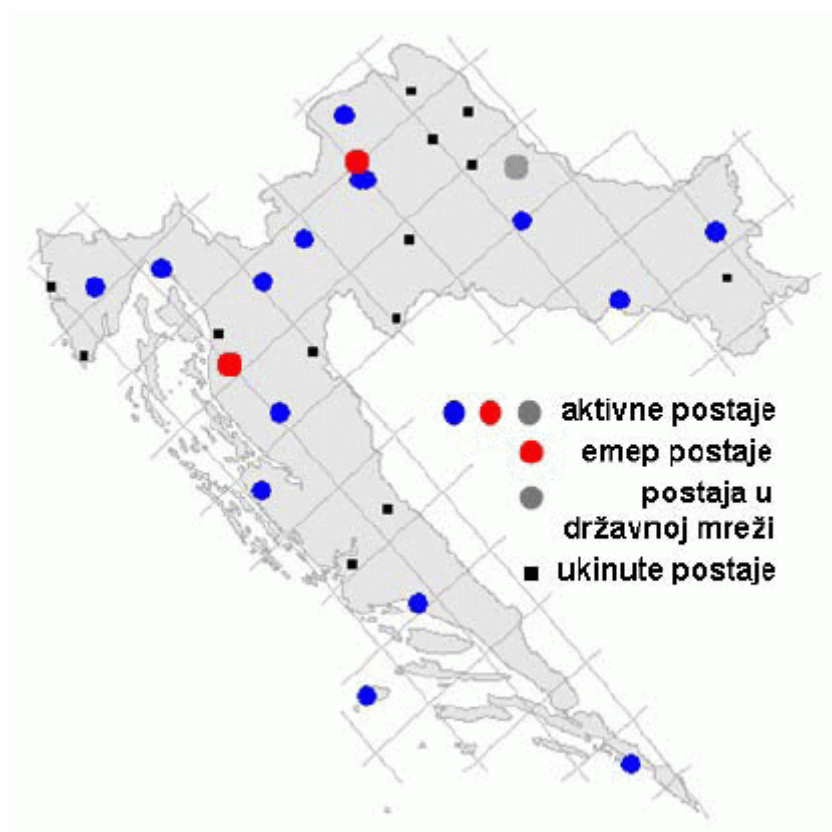 aktivne postaje
emep postaje
postaja u
državnoj mreži
ukinute postaje